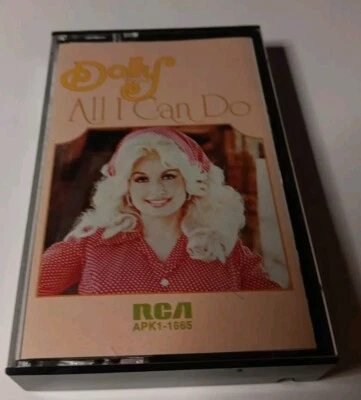 Dolly
All I Can Do
RCA
APK1-1665